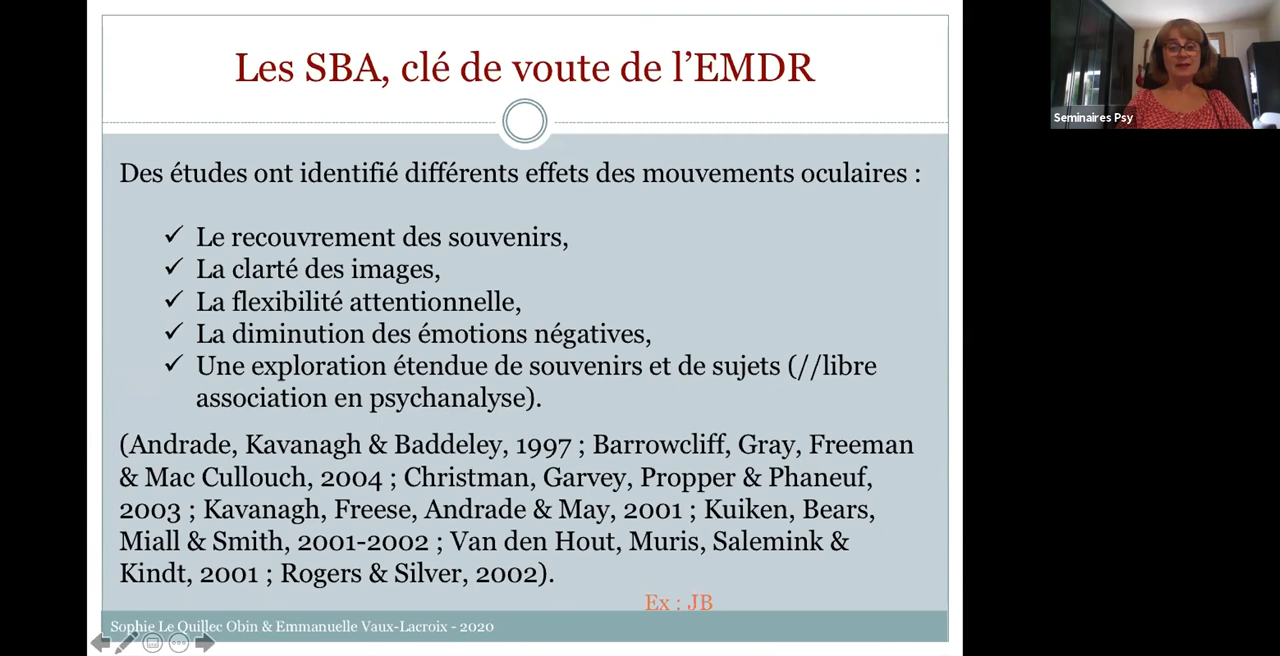 Les SBA, clé de voute de l’EMDR
Seminaires Psy
Des études ont identifié différents effets des mouvements oculaires :
✓ Le recouvrement des souvenirs,
✓ La clarté des images,
✓ La flexibilité attentionnelle,
✓ La diminution des émotions négatives,
✓ Une exploration étendue de souvenirs et de sujets (//libre
association en psychanalyse).
(Andrade, Kavanagh & Baddeley, 1997 ; Barrowcliff, Gray, Freeman
& Mac Cullouch, 2004 ; Christman, Garvey, Propper & Phaneuf,
2003 ; Kavanagh, Freese, Andrade & May, 2001 ; Kuiken, Bears,
Miall & Smith, 2001-2002 ; Van den Hout, Muris, Salemink &
Kindt, 2001 ; Rogers & Silver, 2002).
Ex : JB
Sophie Le Quillec Obin & Emmanuelle Vaux-Lacroix - 2020